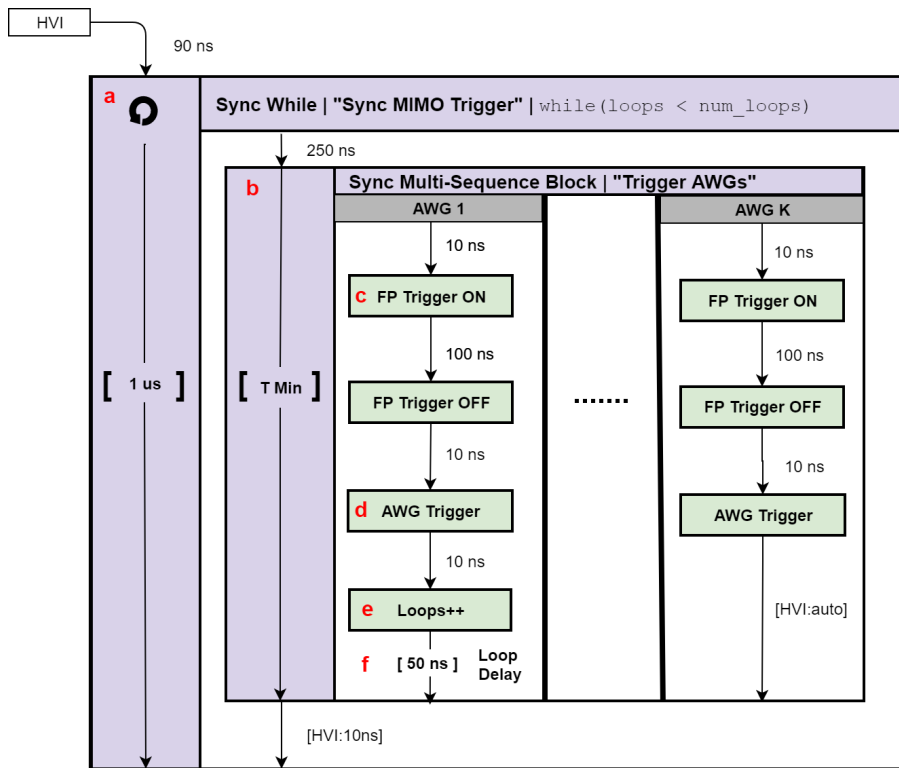 HVI
90 ns
a
Sync While | "Sync MIMO Trigger" | while(loops < num_loops)
250 ns
b
Sync Multi-Sequence Block | "Trigger AWGs"
AWG 1
AWG K
10 ns
10 ns
c
FP Trigger ON
FP Trigger ON
100 ns
100 ns
[ 1 us ]
[ T Min ]
FP Trigger OFF
........
FP Trigger OFF
10 ns
10 ns
d
AWG Trigger
AWG Trigger
10 ns
e
Loops++
[HVI:auto]
f
[ 50 ns ]
Loop
Delay
[HVI:10ns]